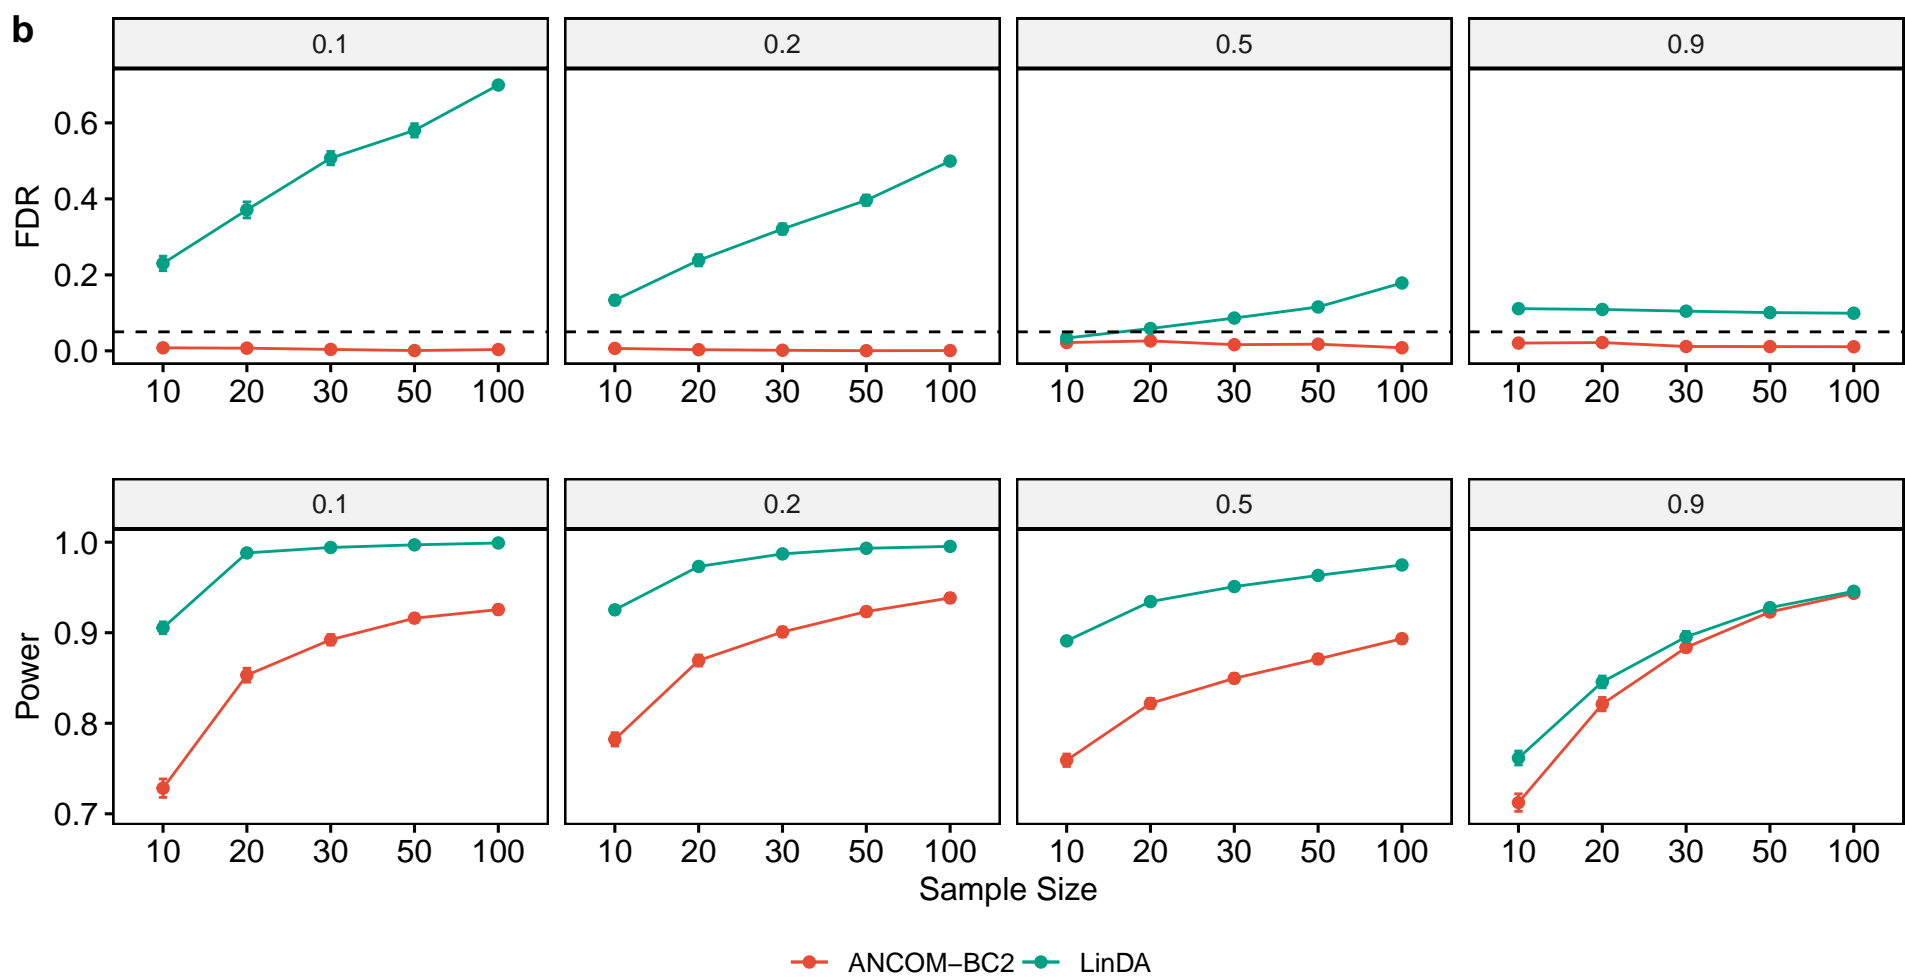 b
0.1 0.2 0.5 0.9
0.6
0.4
0.2
0.0
FDR
10 20 30 50 100 10 20 30 50 100 10 20 30 50 100 10 20 30 50 100
0.1 0.2 0.5 0.9
1.0
0.9
0.8
0.7
Power
10 20 30 50 100 10 20 30 50 100 10 20 30 50 100 10 20 30 50 100
Sample Size
ANCOM−BC2 LinDA